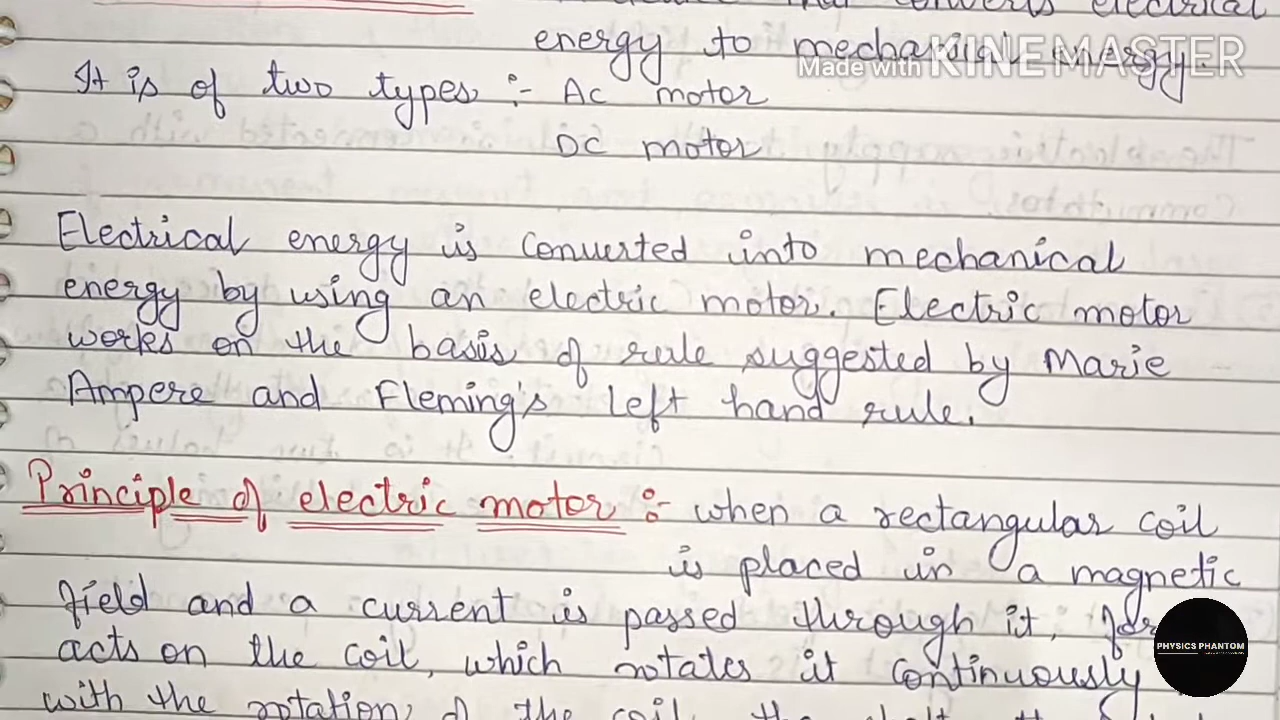 converts electrical
energy to mechanical energy.
Made with KINEMASTER
It is of two types :- AC motor
DC motor
Electrical energy is converted into mechanical
energy by using an electric motor. Electric motor
works on the basis of rule suggested by Marie
Ampere and Fleming's left hand rule.
Principle of electric motor :- when a rectangular coil
is placed in a magnetic
field and a current is passed through it,
acts on the coil, which rotates it continuously
with the rotation of the coil, the shaft
PHYSICS PHANTOM